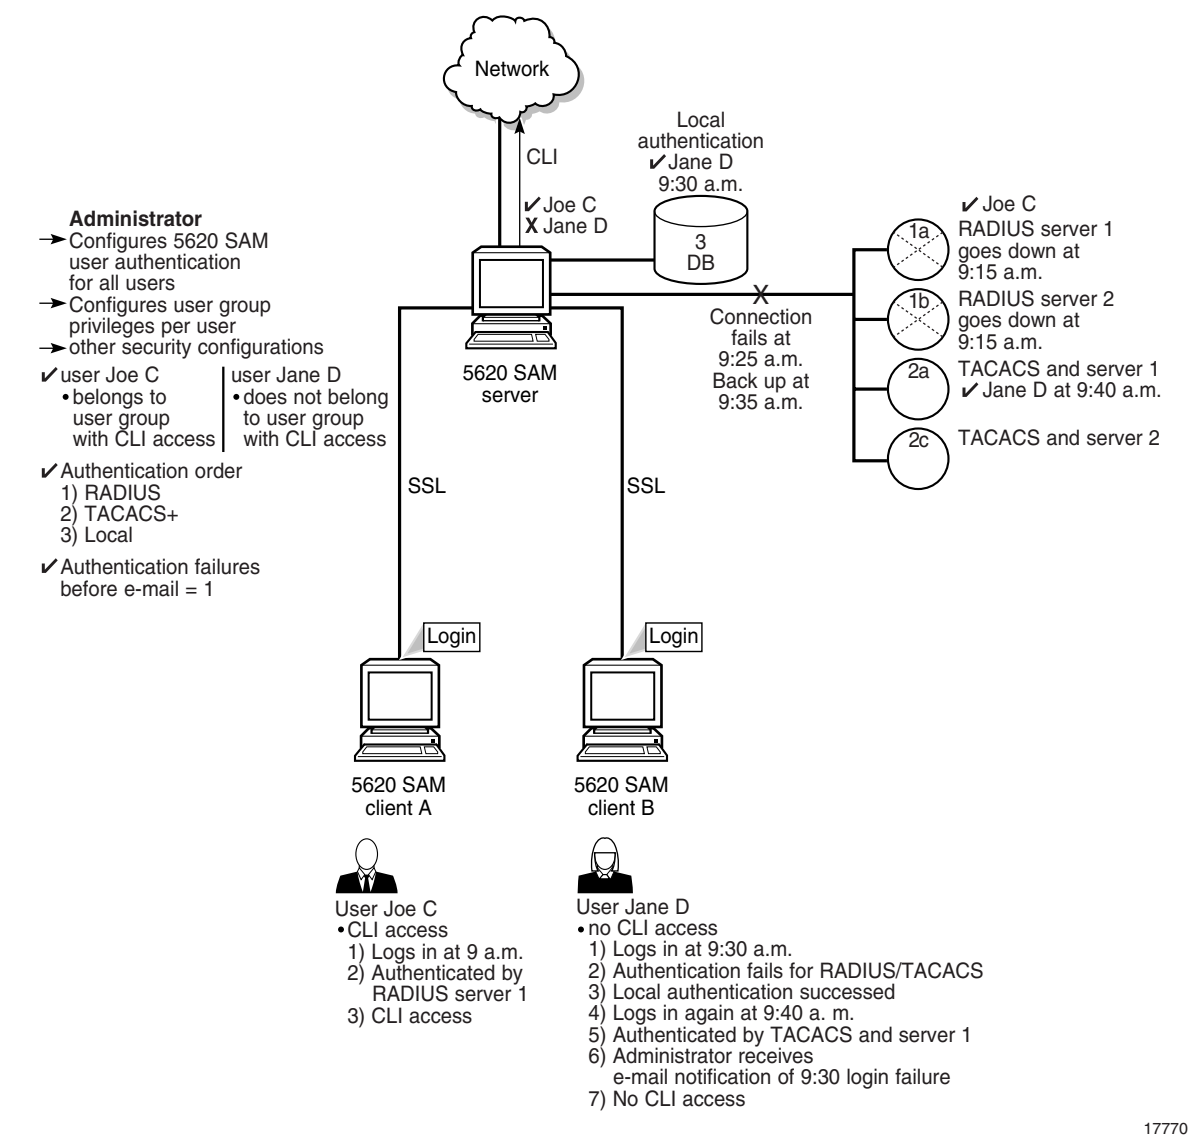 Network
CLI
✔Joe C
X Jane D
Local
authentication
✔Jane D
9:30 a.m.
3
DB
Administrator
Configures 5620 SAM
user authentication
for all users
Configures user group
privileges per user
other security configurations
✔user Joe C
• belongs to
user group
with CLI access
user Jane D
• does not belong
to user group
with CLI access
✔Authentication order
1) RADIUS
2) TACACS+
3) Local
✔Authentication failures
before e-mail = 1
5620 SAM
server
X
Connection
fails at
9:25 a.m.
Back up at
9:35 a.m.
✔Joe C
1a
RADIUS server 1
goes down at
9:15 a.m.
1b
RADIUS server 2
goes down at
9:15 a.m.
2a
TACACS and server 1
✔Jane D at 9:40 a.m.
2c
TACACS and server 2
SSL
SSL
Login
Login
5620 SAM
client A
5620 SAM
client B
User Joe C
• CLI access
1) Logs in at 9 a.m.
2) Authenticated by
RADIUS server 1
3) CLI access
User Jane D
• no CLI access
1) Logs in at 9:30 a.m.
2) Authentication fails for RADIUS/TACACS
3) Local authentication successed
4) Logs in again at 9:40 a. m.
5) Authenticated by TACACS and server 1
6) Administrator receives
e-mail notification of 9:30 login failure
7) No CLI access
17770